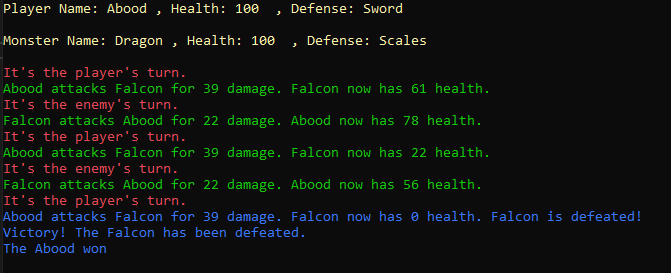 Player Name: Abood , Health: 100  , Defense: Sword
Monster Name: Dragon , Health: 100  , Defense: Scales
It's the player's turn.
Abood attacks Falcon for 39 damage. Falcon now has 61 health.
It's the enemy's turn.
Falcon attacks Abood for 22 damage. Abood now has 78 health.
It's the player's turn.
Abood attacks Falcon for 39 damage. Falcon now has 22 health.
It's the enemy's turn.
Falcon attacks Abood for 22 damage. Abood now has 56 health.
It's the player's turn.
Abood attacks Falcon for 39 damage. Falcon now has 0 health. Falcon is defeated!
Victory! The Falcon has been defeated.
The Abood won